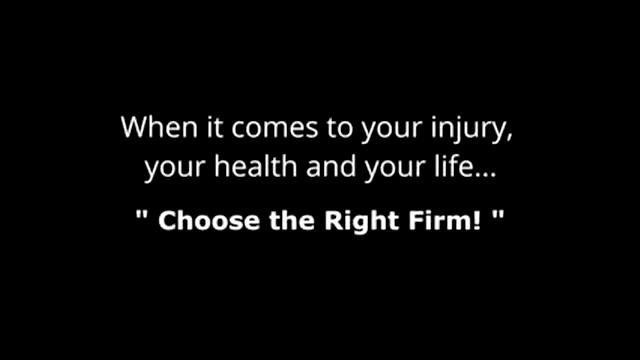 When it comes to your injury,
your health and your life...
" Choose the Right Firm! "